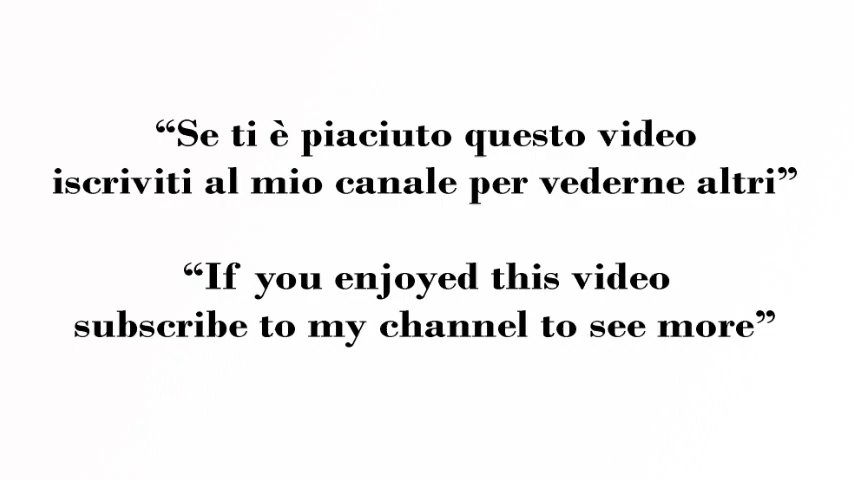 “Se ti è piaciuto questo video
iscriviti al mio canale per vederne altri”
“If you enjoyed this video
subscribe to my channel to see more”